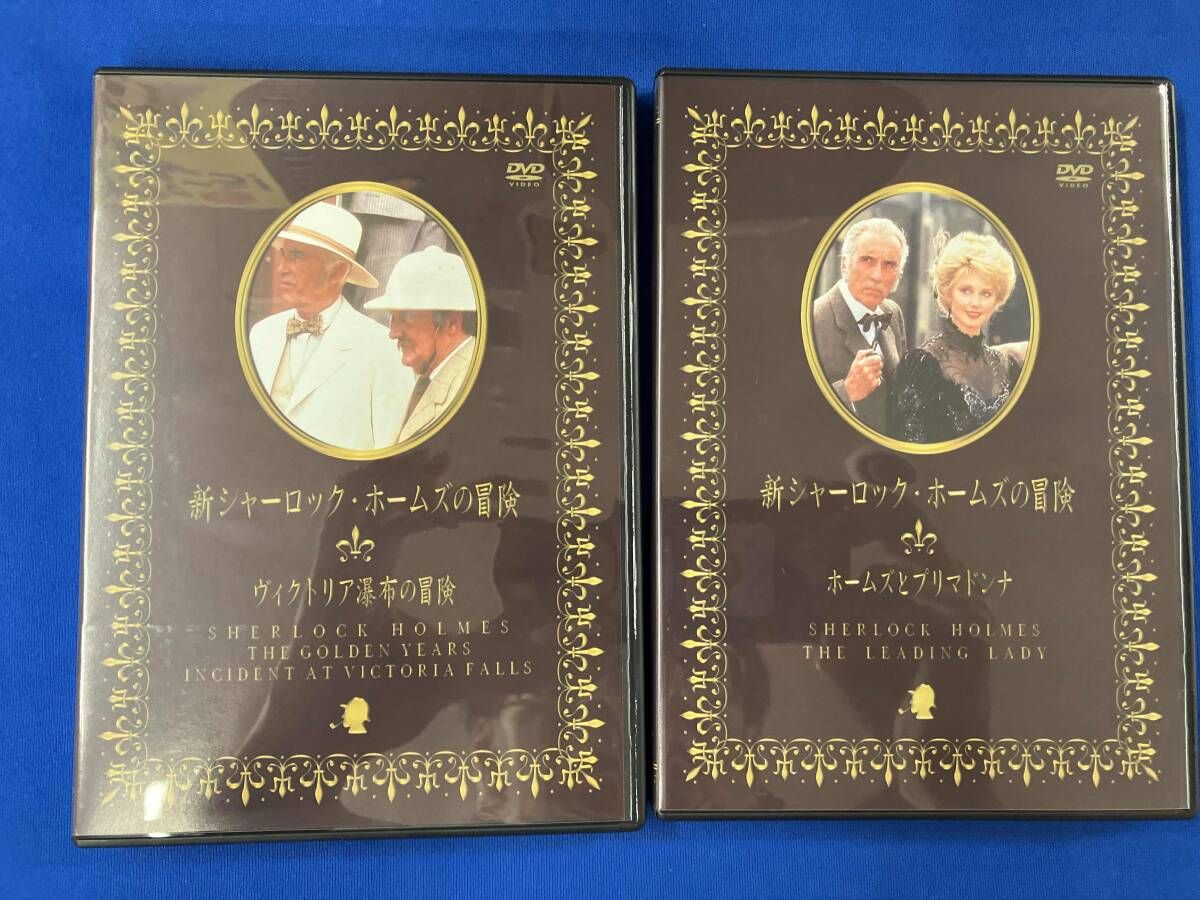 DVD
VIDEO
新シャーロック・ホームズの冒険
ヴィクトリア瀑布の冒険
SHERLOCK HOLMES
THE GOLDEN YEARS
INCIDENT AT VICTORIA FALLS
DVD
VIDEO
新シャーロック・ホームズの冒険
ホームズとプリマドンナ
SHERLOCK HOLMES
THE LEADING LADY